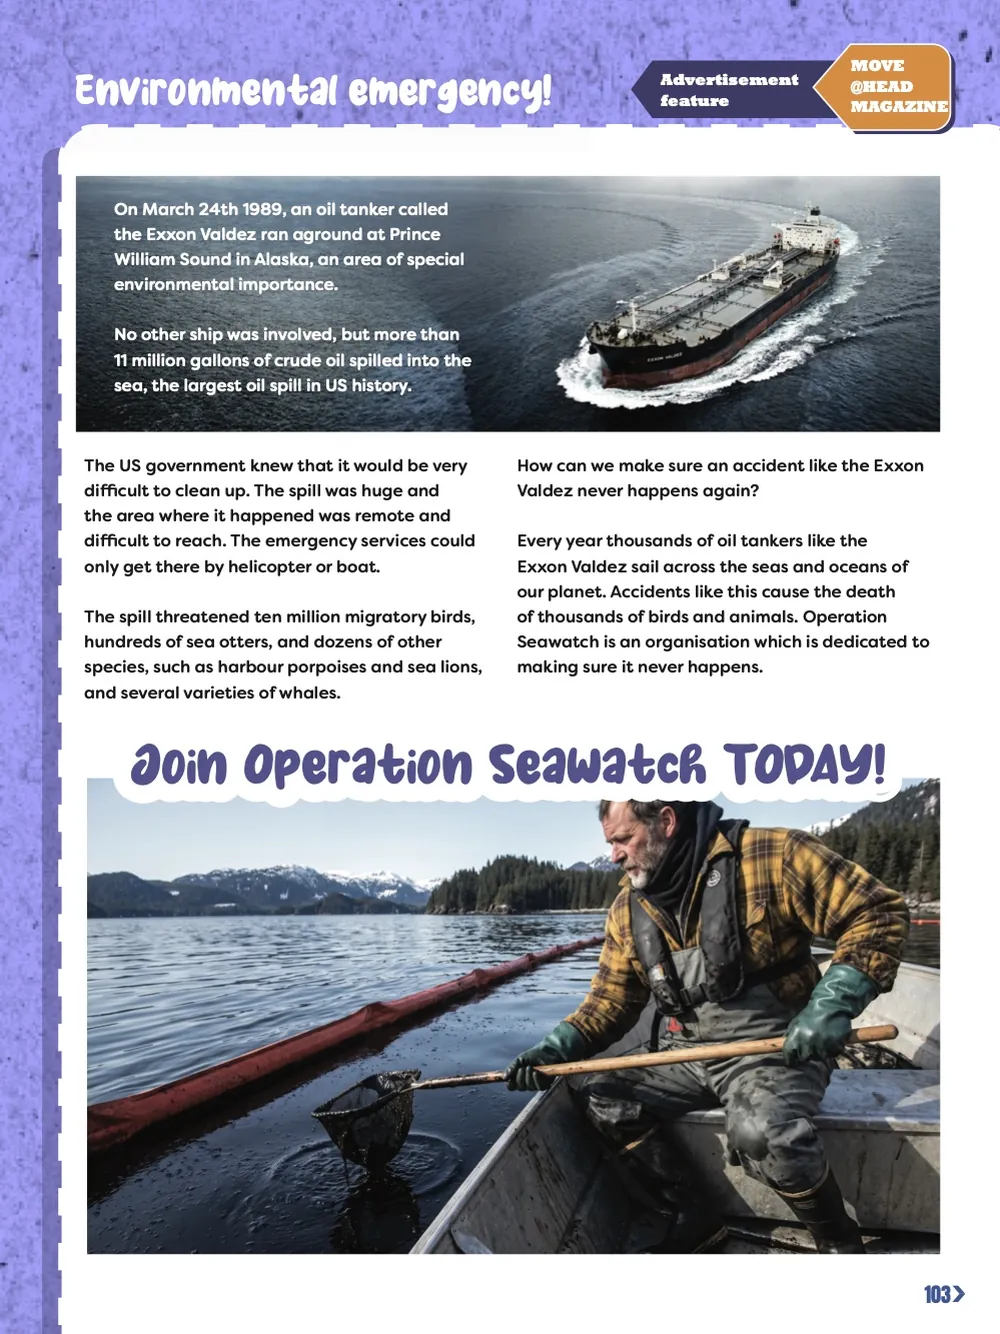 Environmental emergency!
Advertisement
feature
MOVE
@HEAD
MAGAZINE
On March 24th 1989, an oil tanker called
the Exxon Valdez ran aground at Prince
William Sound in Alaska, an area of special
environmental importance.
No other ship was involved, but more than
11 million gallons of crude oil spilled into the
sea, the largest oil spill in US history.
EXXON VALDEZ
The US government knew that it would be very
difficult to clean up. The spill was huge and
the area where it happened was remote and
difficult to reach. The emergency services could
only get there by helicopter or boat.
The spill threatened ten million migratory birds,
hundreds of sea otters, and dozens of other
species, such as harbour porpoises and sea lions,
and several varieties of whales.
How can we make sure an accident like the Exxon
Valdez never happens again?
Every year thousands of oil tankers like the
Exxon Valdez sail across the seas and oceans of
our planet. Accidents like this cause the death
of thousands of birds and animals. Operation
Seawatch is an organisation which is dedicated to
making sure it never happens.
Join Operation Seawatch TODAY!
103